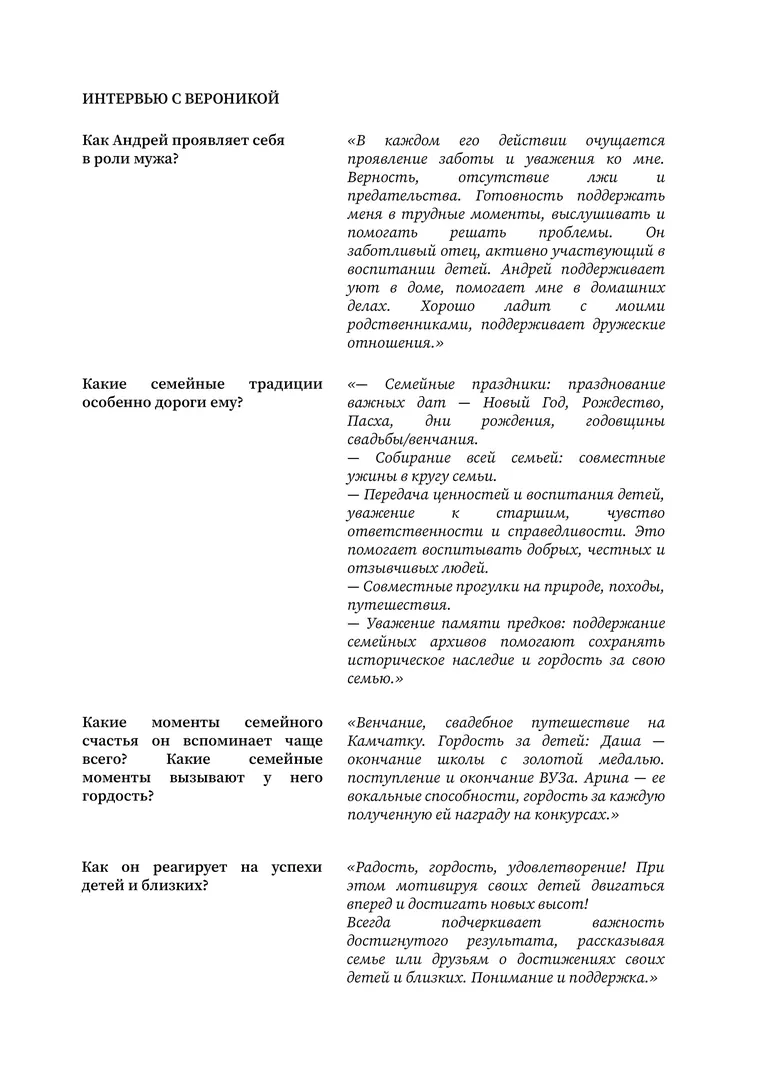 ИНТЕРВЬЮ С ВЕРОНИКОЙ
Как Андрей проявляет себя
в роли мужа?
«В каждом его действии очущается
проявление заботы и уважения ко мне.
Верность, отсутствие лжи и
предательства. Готовность поддержать
меня в трудные моменты, выслушивать и
помогать решать проблемы. Он
заботливый отец, активно участвующий в
воспитании детей. Андрей поддерживает
уют в доме, помогает мне в домашних
делах. Хорошо ладит с моими
родственниками, поддерживает дружеские
отношения.»
Какие семейные традиции
особенно дороги ему?
«— Семейные праздники: празднование
важных дат — Новый Год, Рождество,
Пасха, дни рождения, годовщины
свадьбы/венчания.
— Собирание всей семьей: совместные
ужины в кругу семьи.
— Передача ценностей и воспитания детей,
уважение к старшим, чувство
ответственности и справедливости. Это
помогает воспитывать добрых, честных и
отзывчивых людей.
— Совместные прогулки на природе, походы,
путешествия.
— Уважение памяти предков: поддержание
семейных архивов помогают сохранять
историческое наследие и гордость за свою
семью.»
Какие моменты семейного
счастья он вспоминает чаще
всего? Какие семейные
моменты вызывают у него
гордость?
«Венчание, свадебное путешествие на
Камчатку. Гордость за детей: Даша —
окончание школы с золотой медалью.
поступление и окончание ВУЗа. Арина — ее
вокальные способности, гордость за каждую
полученную ей награду на конкурсах.»
Как он реагирует на успехи
детей и близких?
«Радость, гордость, удовлетворение! При
этом мотивируя своих детей двигаться
вперед и достигать новых высот!
Всегда подчеркивает важность
достигнутого результата, рассказывая
семье или друзьям о достижениях своих
детей и близких. Понимание и поддержка.»